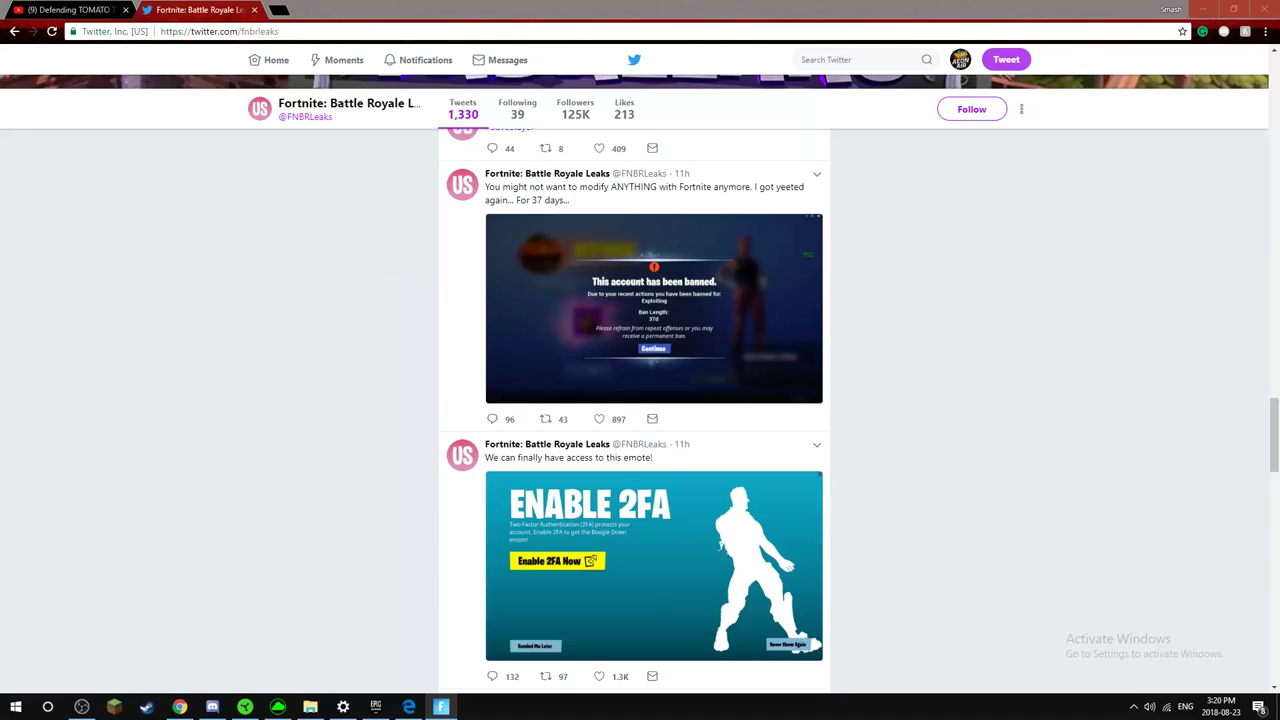 (9) Defending TOMATO T
Fortnite: Battle Royale Le
Smash
Twitter, Inc. [US] | https://twitter.com/fnbrleaks
Home
Moments
Notifications
Messages
Search Twitter
Tweet
US
Fortnite: Battle Royale L...
@FNBRLeaks
Tweets
1,330
Following
39
Followers
125K
Likes
213
Follow
44
8
409
US
Fortnite: Battle Royale Leaks @FNBRLeaks · 11h
You might not want to modify ANYTHING with Fortnite anymore, I got yeeted
again... For 37 days...
This account has been banned.
Due to your recent actions you have been banned for:
Exploiting
Ban Length:
37d
Please refrain from repeat offenses or you may
receive a permanent ban.
Continue
96
43
897
US
Fortnite: Battle Royale Leaks @FNBRLeaks · 11h
We can finally have access to this emote!
ENABLE 2FA
Two-Factor Authentication (2FA) protects your
account. Enable 2FA to get the Boogie Down
emote!
Enable 2FA Now
Remind Me Later
Never Show Again
132
97
1.3K
Activate Windows
Go to Settings to activate Windows.
EPIC
GAMES
ENG
3:20 PM
2018-08-23
8